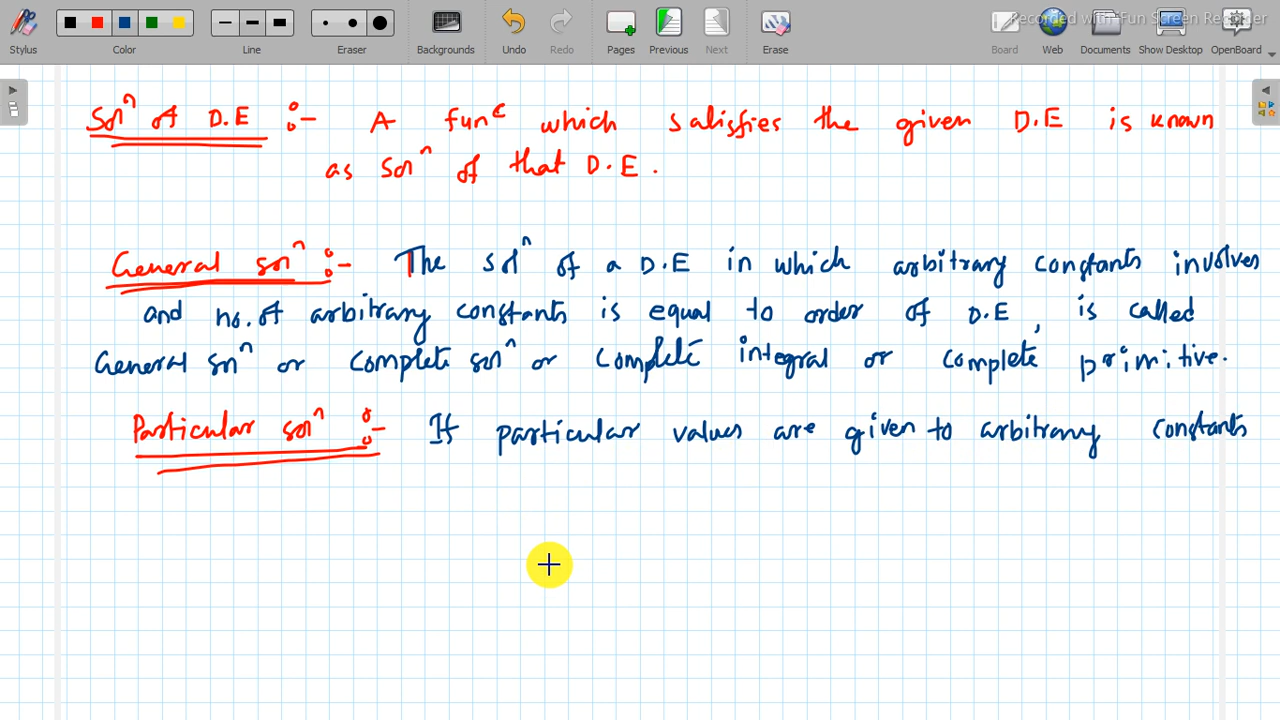 Recorded with Fun Screen Recorder
Stylus Color Line Eraser Backgrounds Undo Redo Pages Previous Next Erase Board Web Documents Show Desktop OpenBoard
Solⁿ of D.E :- A funᶜ which satisfies the given D.E is known
as Solⁿ of that D.E.
General solⁿ :- The solⁿ of a D.E in which arbitrary constants involves
and no. of arbitrary constants is equal to order of D.E, is called
General solⁿ or complete solⁿ or complete integral or complete primitive.
Particular solⁿ :- If particular values are given to arbitrary constants